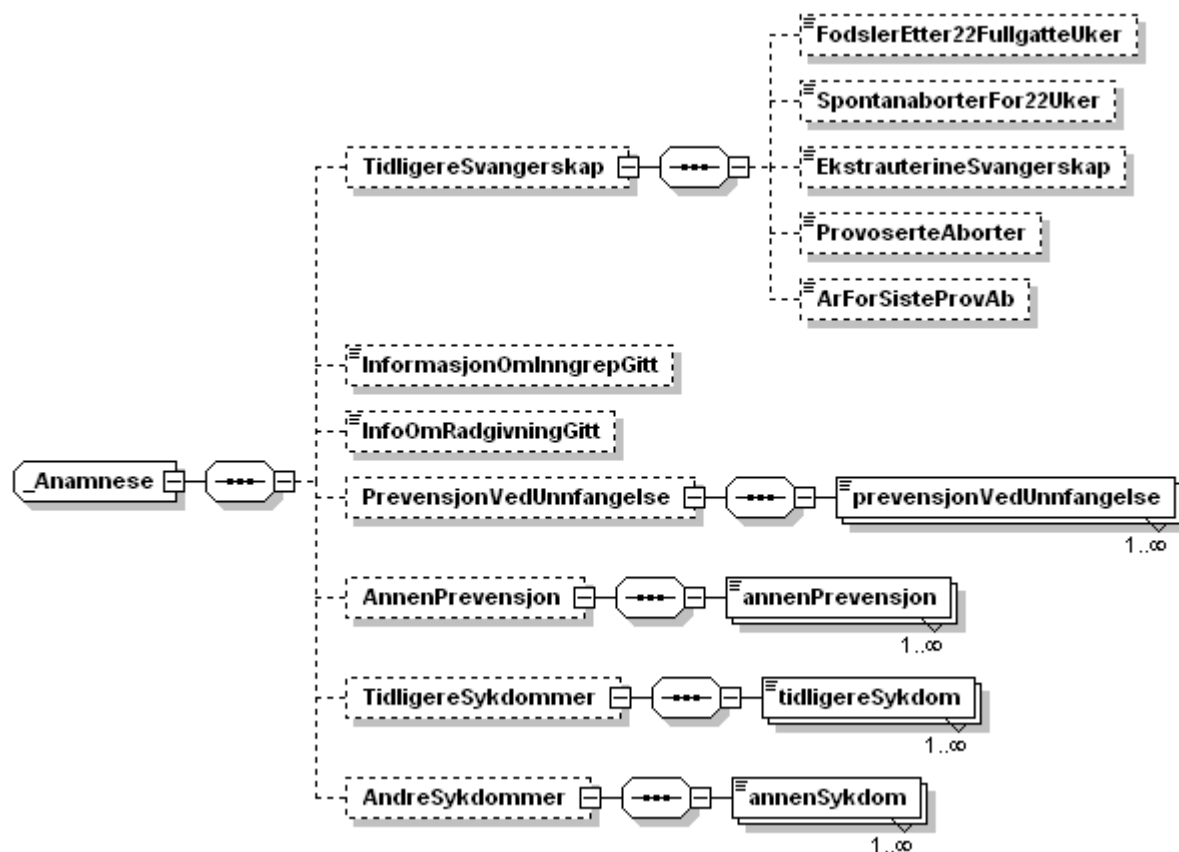 FodslerEtter22FullgatteUker
SpontanaborterFor22Uker
TidligereSvangerskap
EkstrauterineSvangerskap
ProvoserteAborter
ArForSisteProvAb
InformasjonOmInngrepGitt
InfoOmRadgivningGitt
_Anamnese
PrevensjonVedUnnfangelse
prevensjonVedUnnfangelse
1..∞
AnnenPrevensjon
annenPrevensjon
1..∞
TidligereSykdommer
tidligereSykdom
1..∞
AndreSykdommer
annenSykdom
1..∞